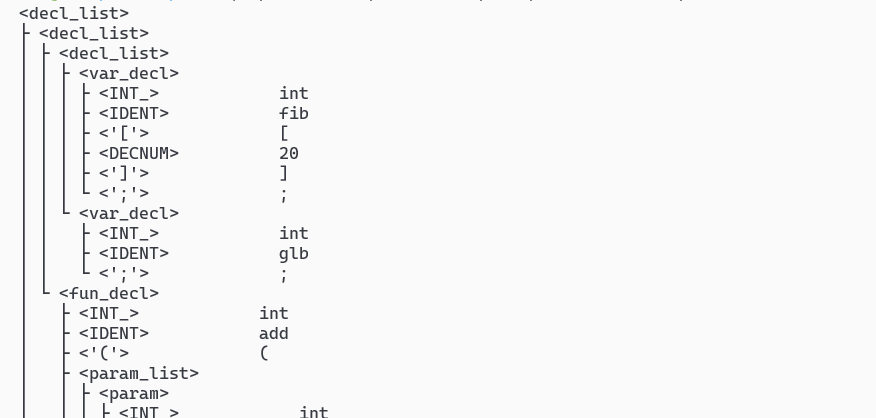 <decl_list>
├ <decl_list>
│ ├ <decl_list>
│ │ ├ <var_decl>
│ │ │ ├ <INT_>             int
│ │ │ ├ <IDENT>            fib
│ │ │ ├ <'['>              [
│ │ │ ├ <DECNUM>           20
│ │ │ ├ <']'>              ]
│ │ │ └ <';'>              ;
│ │ └ <var_decl>
│ │   ├ <INT_>             int
│ │   ├ <IDENT>            glb
│ │   └ <';'>              ;
│ └ <fun_decl>
│   ├ <INT_>             int
│   ├ <IDENT>            add
│   ├ <'('>              (
│   ├ <param_list>
│   │ ├ <param>
│   │ │ ├ <INT_>             int